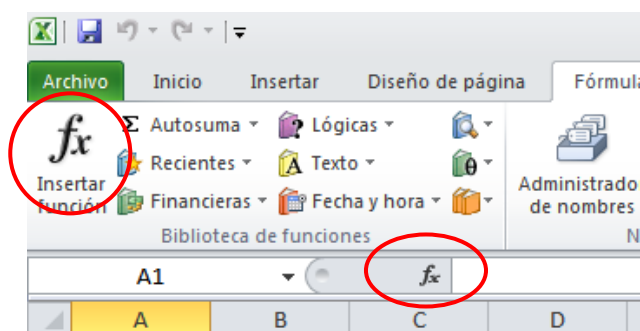 Archivo Inicio Insertar Diseño de página Fórmula
fx Σ Autosuma Lógicas
Recientes A Texto θ
Insertar función Financieras Fecha y hora Administrado de nombres
Biblioteca de funciones N
A1 fx
A B C D